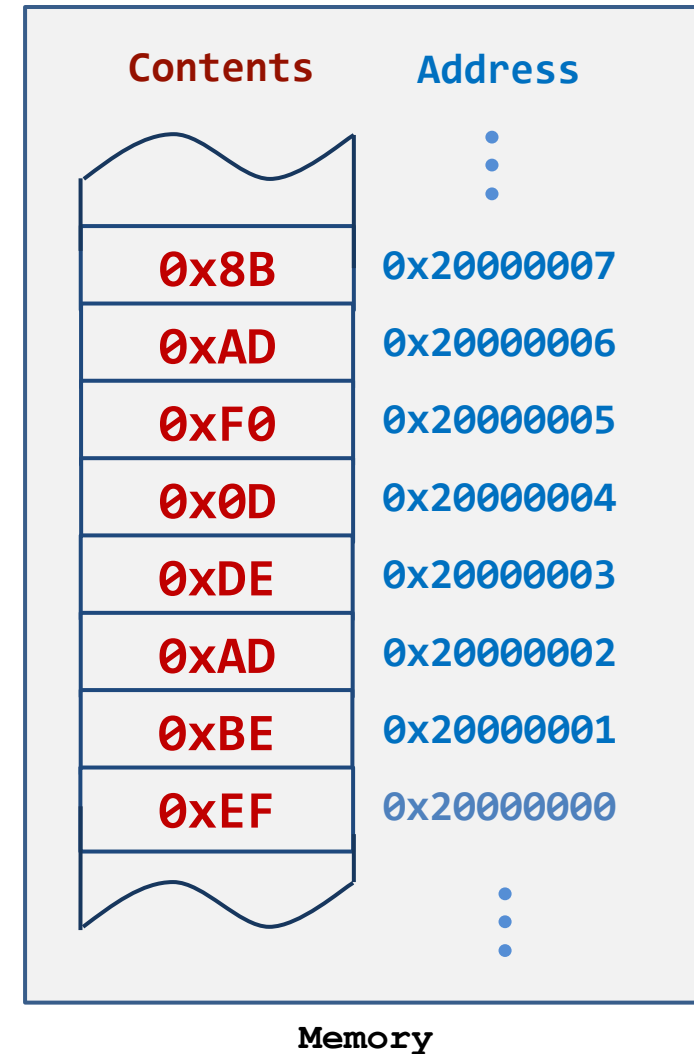 Contents Address
0x8B 0x20000007
0xAD 0x20000006
0xF0 0x20000005
0x0D 0x20000004
0xDE 0x20000003
0xAD 0x20000002
0xBE 0x20000001
0xEF 0x20000000
Memory